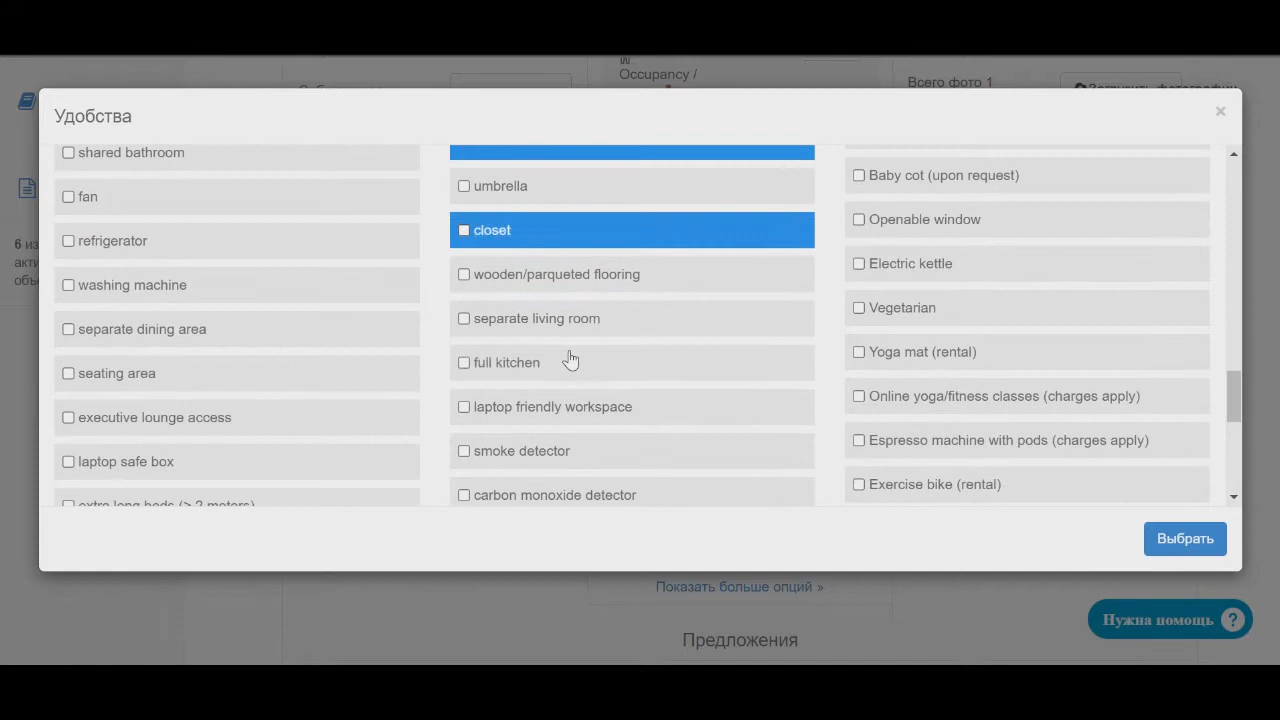 Occupancy /
Всего фото 1
Загрузить фотографии
Удобства
×
shared bathroom
fan
refrigerator
washing machine
separate dining area
seating area
executive lounge access
laptop safe box
extra long beds (> 2 meters)
umbrella
closet
wooden/parqueted flooring
separate living room
full kitchen
laptop friendly workspace
smoke detector
carbon monoxide detector
Baby cot (upon request)
Openable window
Electric kettle
Vegetarian
Yoga mat (rental)
Online yoga/fitness classes (charges apply)
Espresso machine with pods (charges apply)
Exercise bike (rental)
6 из
акти
объе
Выбрать
Показать больше опций »
Нужна помощь ?
Предложения